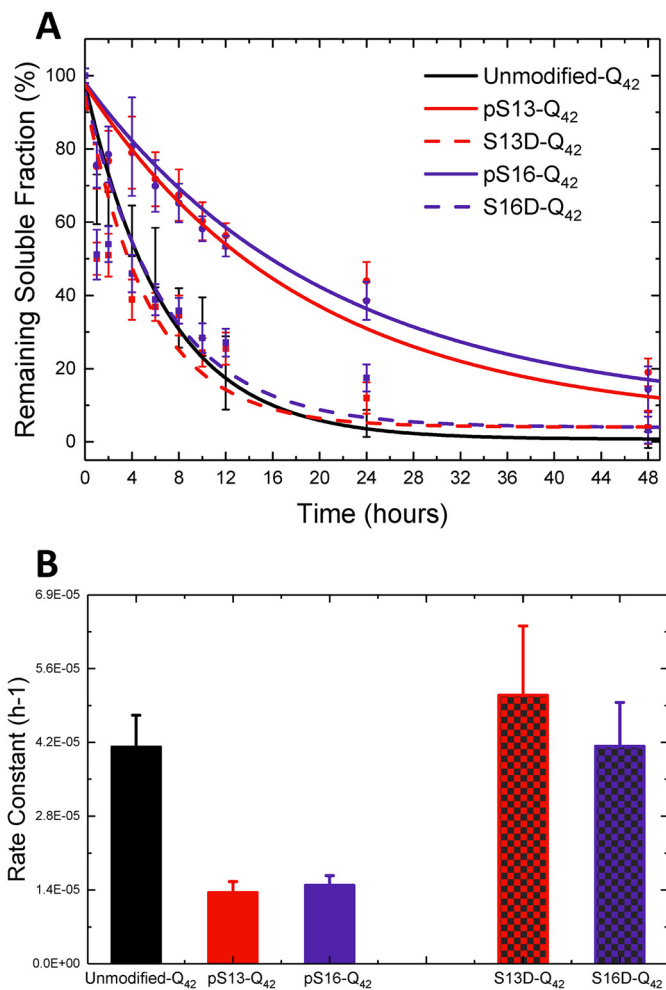 A
Remaining Soluble Fraction (%)
100
80
60
40
20
0
Unmodified-Q42
pS13-Q42
S13D-Q42
pS16-Q42
S16D-Q42
0 4 8 12 16 20 24 28 32 36 40 44 48
Time (hours)
B
Rate Constant (h-1)
6.9E-05
5.6E-05
4.2E-05
2.8E-05
1.4E-05
0.0E+00
Unmodified-Q42 pS13-Q42 pS16-Q42 S13D-Q42 S16D-Q42